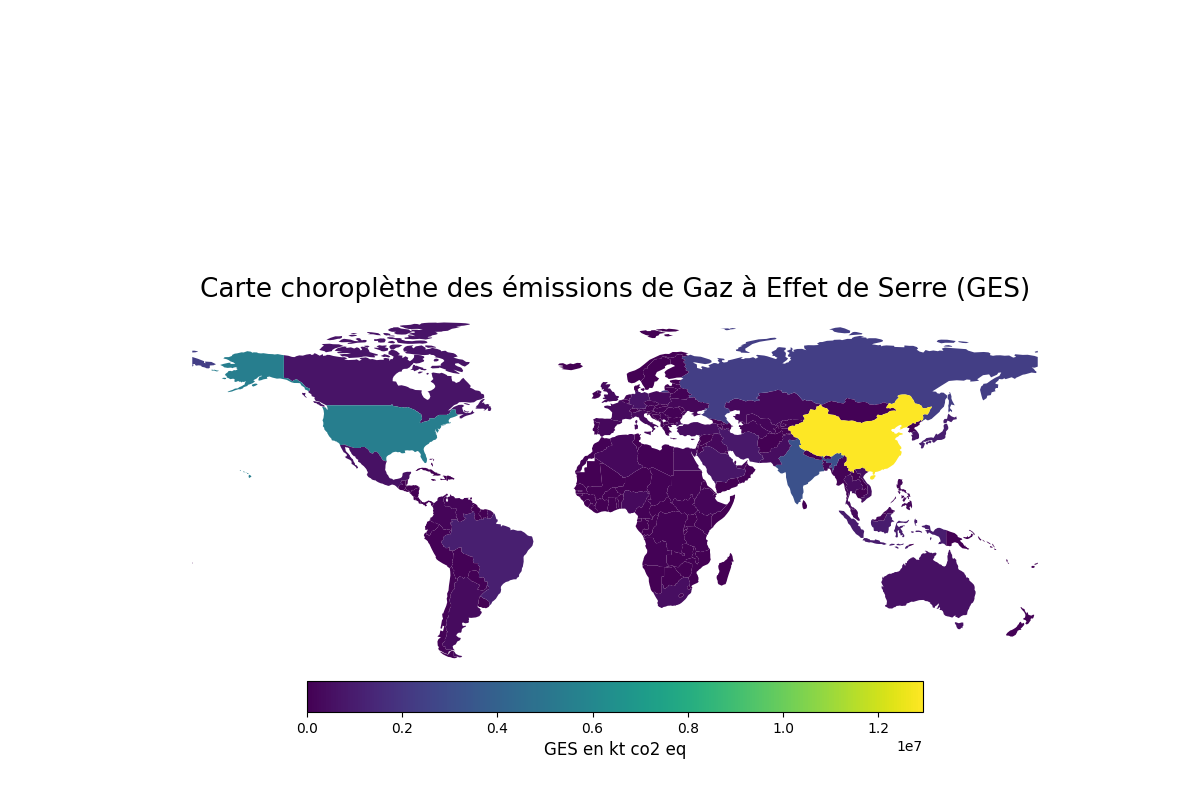 Carte choroplèthe des émissions de Gaz à Effet de Serre (GES)
0.0 0.2 0.4 0.6 0.8 1.0 1.2
1e7
GES en kt co2 eq